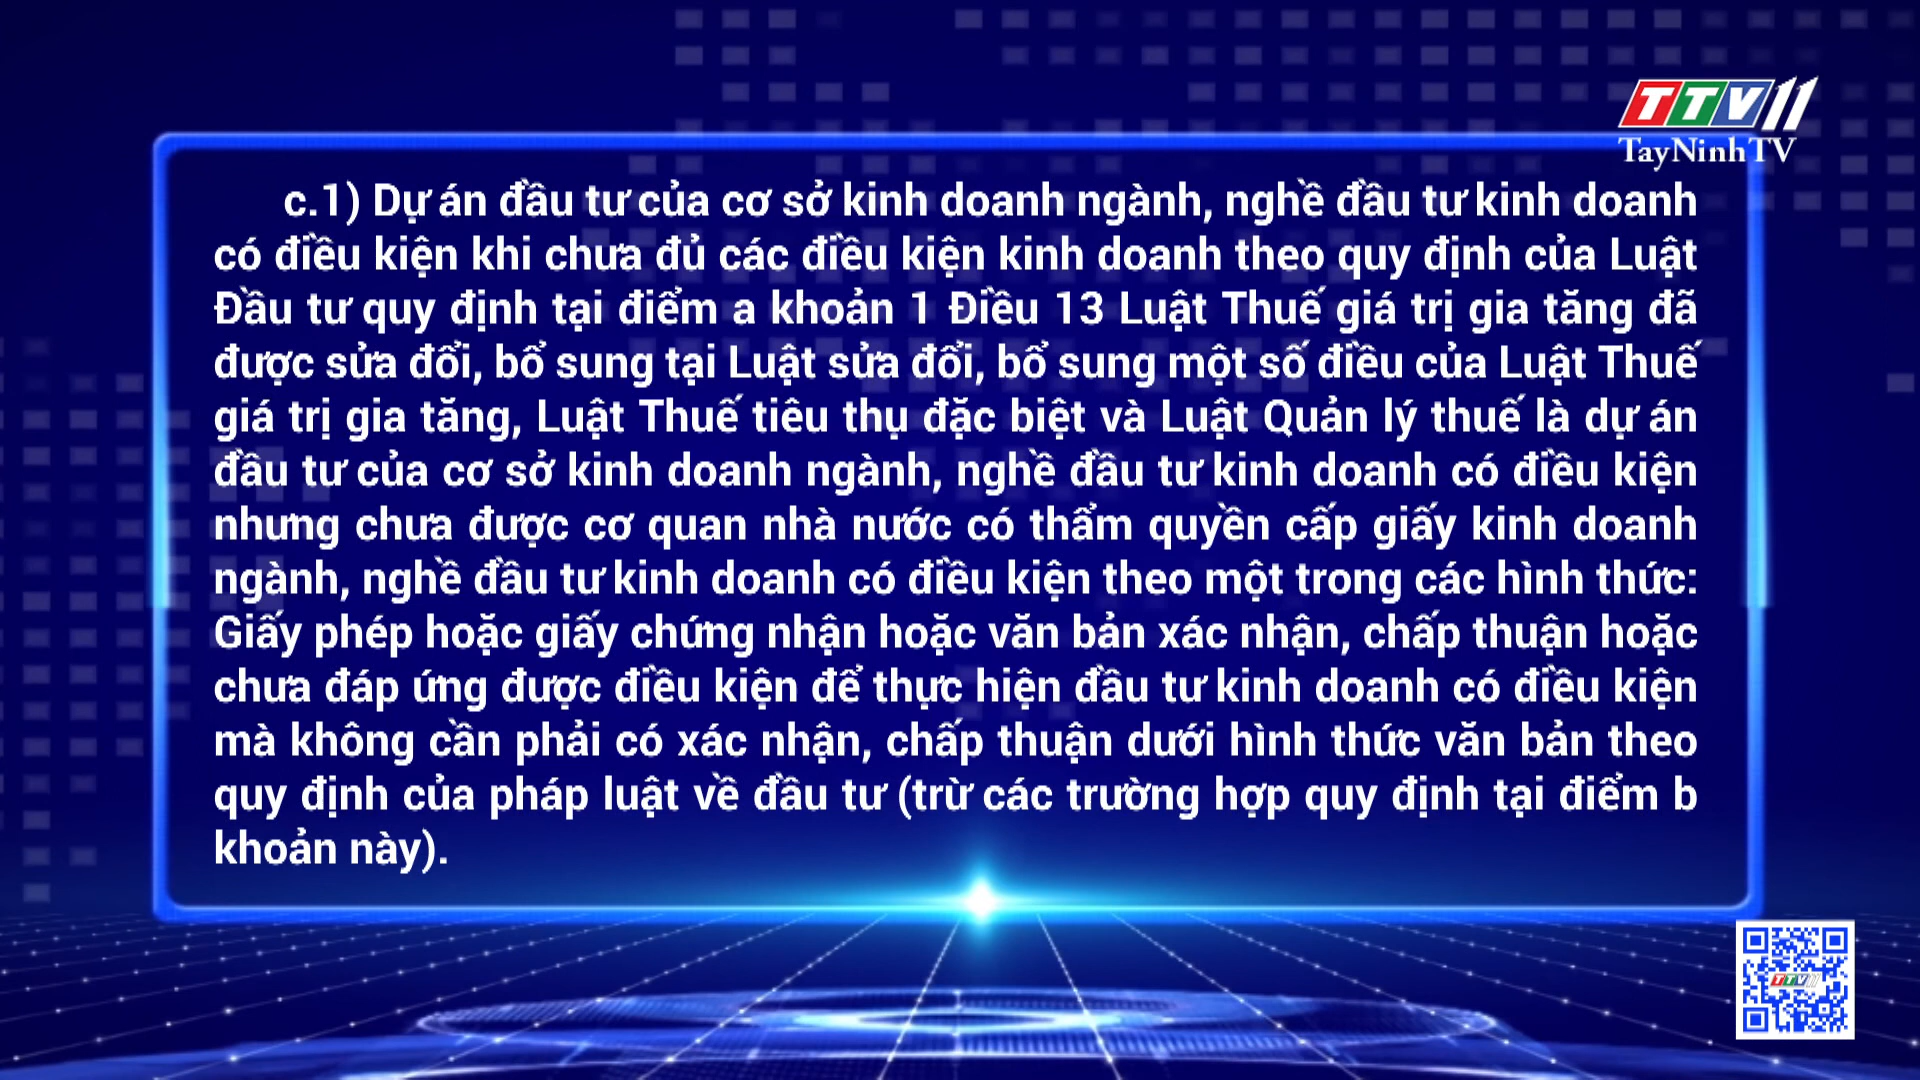 TTV11
TayNinhTV
c.1) Dự án đầu tư của cơ sở kinh doanh ngành, nghề đầu tư kinh doanh
có điều kiện khi chưa đủ các điều kiện kinh doanh theo quy định của Luật
Đầu tư quy định tại điểm a khoản 1 Điều 13 Luật Thuế giá trị gia tăng đã
được sửa đổi, bổ sung tại Luật sửa đổi, bổ sung một số điều của Luật Thuế
giá trị gia tăng, Luật Thuế tiêu thụ đặc biệt và Luật Quản lý thuế là dự án
đầu tư của cơ sở kinh doanh ngành, nghề đầu tư kinh doanh có điều kiện
nhưng chưa được cơ quan nhà nước có thẩm quyền cấp giấy kinh doanh
ngành, nghề đầu tư kinh doanh có điều kiện theo một trong các hình thức:
Giấy phép hoặc giấy chứng nhận hoặc văn bản xác nhận, chấp thuận hoặc
chưa đáp ứng được điều kiện để thực hiện đầu tư kinh doanh có điều kiện
mà không cần phải có xác nhận, chấp thuận dưới hình thức văn bản theo
quy định của pháp luật về đầu tư (trừ các trường hợp quy định tại điểm b
khoản này).
TTV11